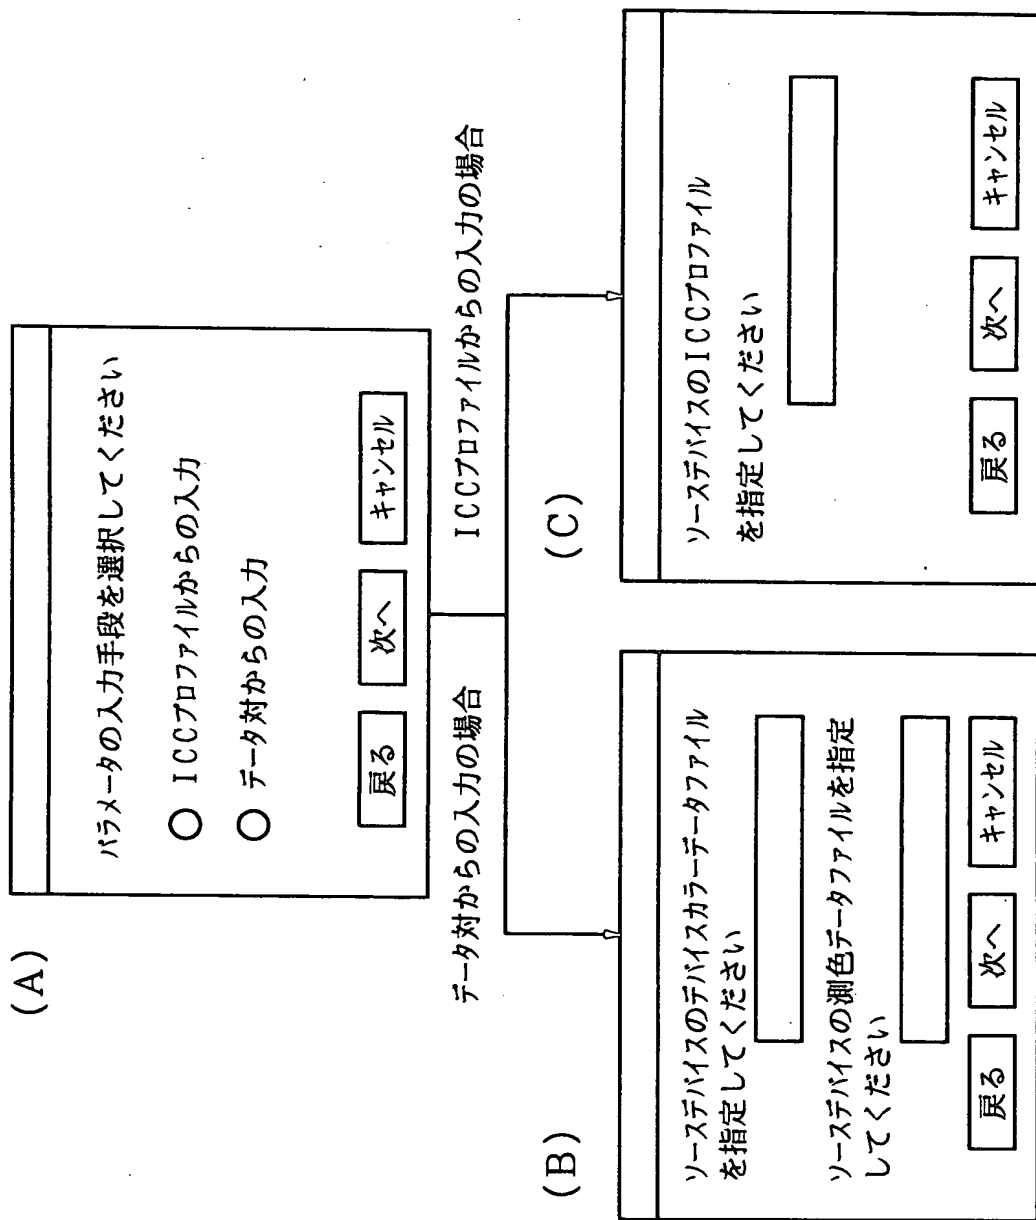 (A)
パラメータの入力手段を選択してください
○ ICCプロファイルからの入力
○ データ対からの入力
戻る
次へ
キャンセル
データ対からの入力の場合
ICCプロファイルからの入力の場合
(B)
ソースデバイスのデバイスカラーデータファイル
を指定してください
ソースデバイスの測色データファイルを指定
してください
戻る
次へ
キャンセル
(C)
ソースデバイスのICCプロファイル
を指定してください
戻る
次へ
キャンセル